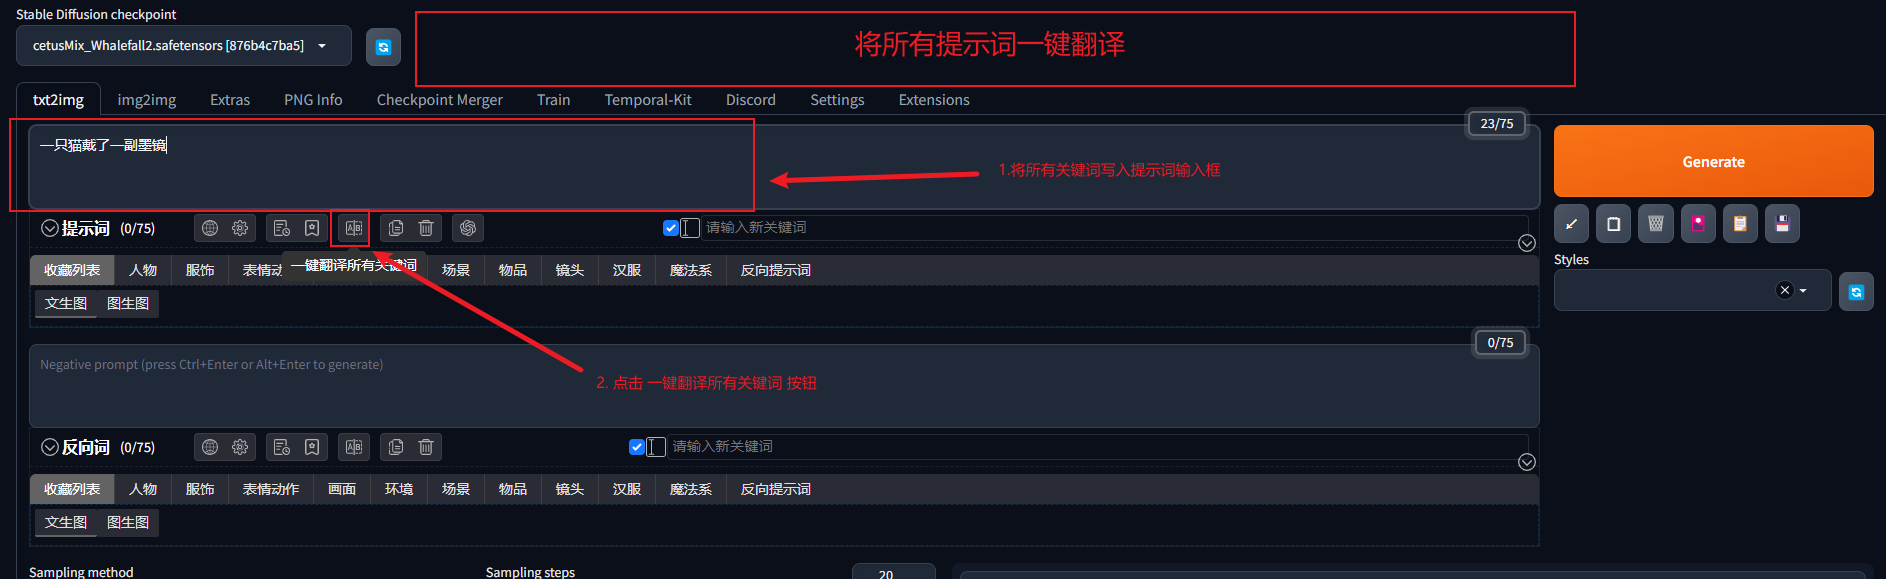 Stable Diffusion checkpoint
cetusMix_Whalefall2.safetensors [876b4c7ba5]
将所有提示词一键翻译
txt2img img2img Extras PNG Info Checkpoint Merger Train Temporal-Kit Discord Settings Extensions
23/75
一只猫戴了一副墨镜
1.将所有关键词写入提示词输入框
Generate
提示词 (0/75) 请输入新关键词
一键翻译所有关键词
收藏列表 人物 服饰 表情动 场景 物品 镜头 汉服 魔法系 反向提示词
Styles
文生图 图生图
0/75
Negative prompt (press Ctrl+Enter or Alt+Enter to generate)
2. 点击 一键翻译所有关键词 按钮
反向词 (0/75) 请输入新关键词
收藏列表 人物 服饰 表情动作 画面 环境 场景 物品 镜头 汉服 魔法系 反向提示词
文生图 图生图
Sampling method Sampling steps 20